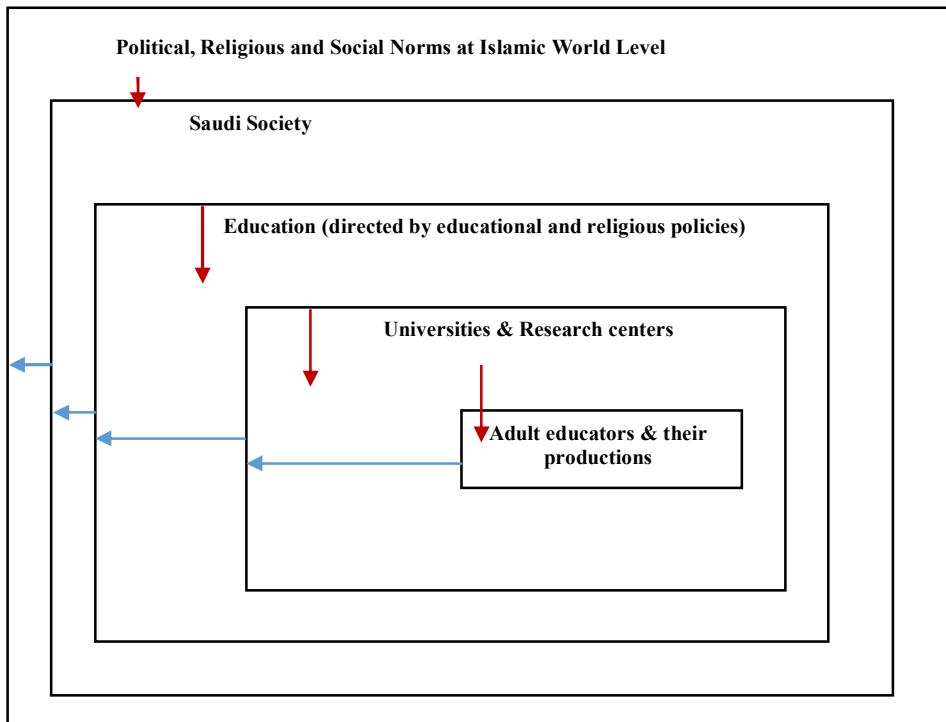 Political, Religious and Social Norms at Islamic World Level
Saudi Society
Education (directed by educational and religious policies)
Universities & Research centers
Adult educators & their
productions